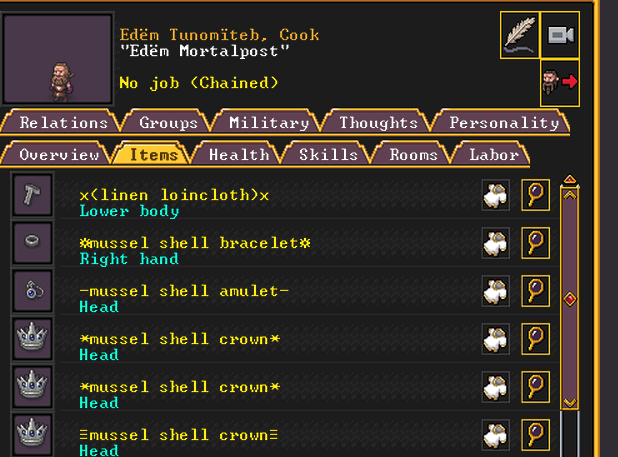 Edëm Tunomïteb, Cook
"Edëm Mortalpost"
No job (Chained)
Relations Groups Military Thoughts Personality
Overview Items Health Skills Rooms Labor
x(linen loincloth)x
Lower body
☼mussel shell bracelet☼
Right hand
-mussel shell amulet-
Head
*mussel shell crown*
Head
*mussel shell crown*
Head
≡mussel shell crown≡
Head